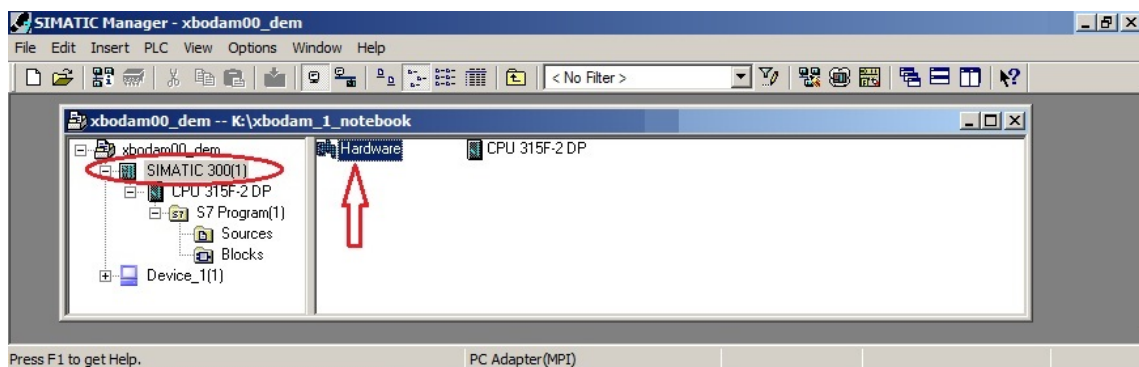 SIMATIC Manager - xbodam00_dem
File Edit Insert PLC View Options Window Help
< No Filter >
xbodam00_dem -- K:\xbodam_1_notebook
xbodam00_dem
SIMATIC 300(1)
CPU 315F-2 DP
S7 Program(1)
Sources
Blocks
Device_1(1)
Hardware CPU 315F-2 DP
Press F1 to get Help. PC Adapter(MPI)